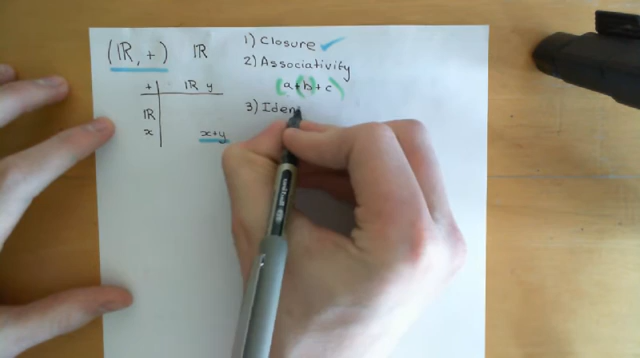 (ℝ, +) ℝ
+ ℝ y
ℝ
x x+y
1) Closure ✓
2) Associativity
(a+(b)+c)
3) Iden